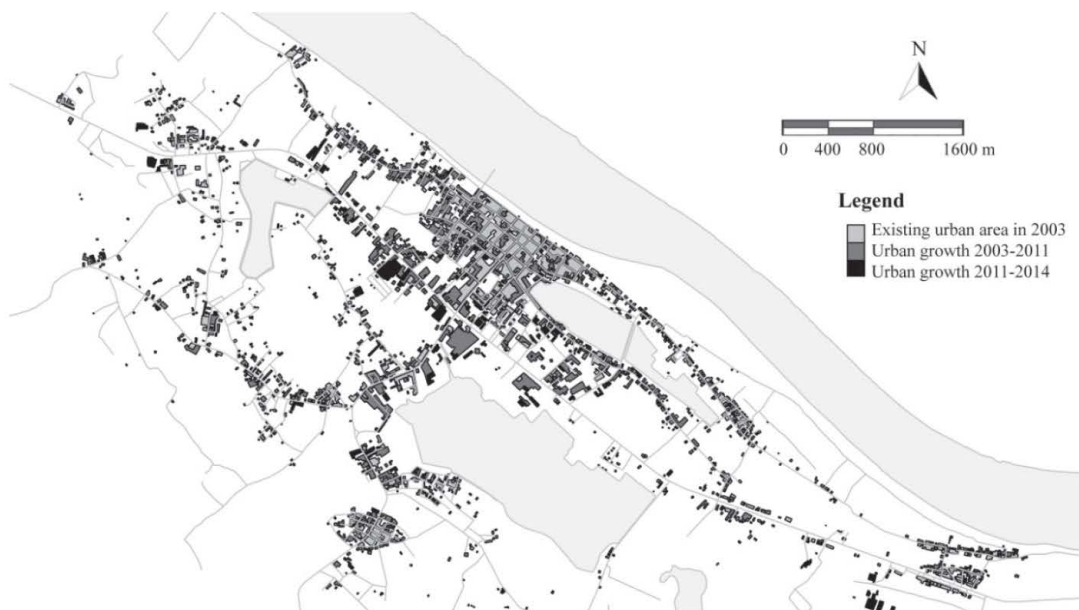 N
0 400 800 1600 m
Legend
Existing urban area in 2003
Urban growth 2003-2011
Urban growth 2011-2014